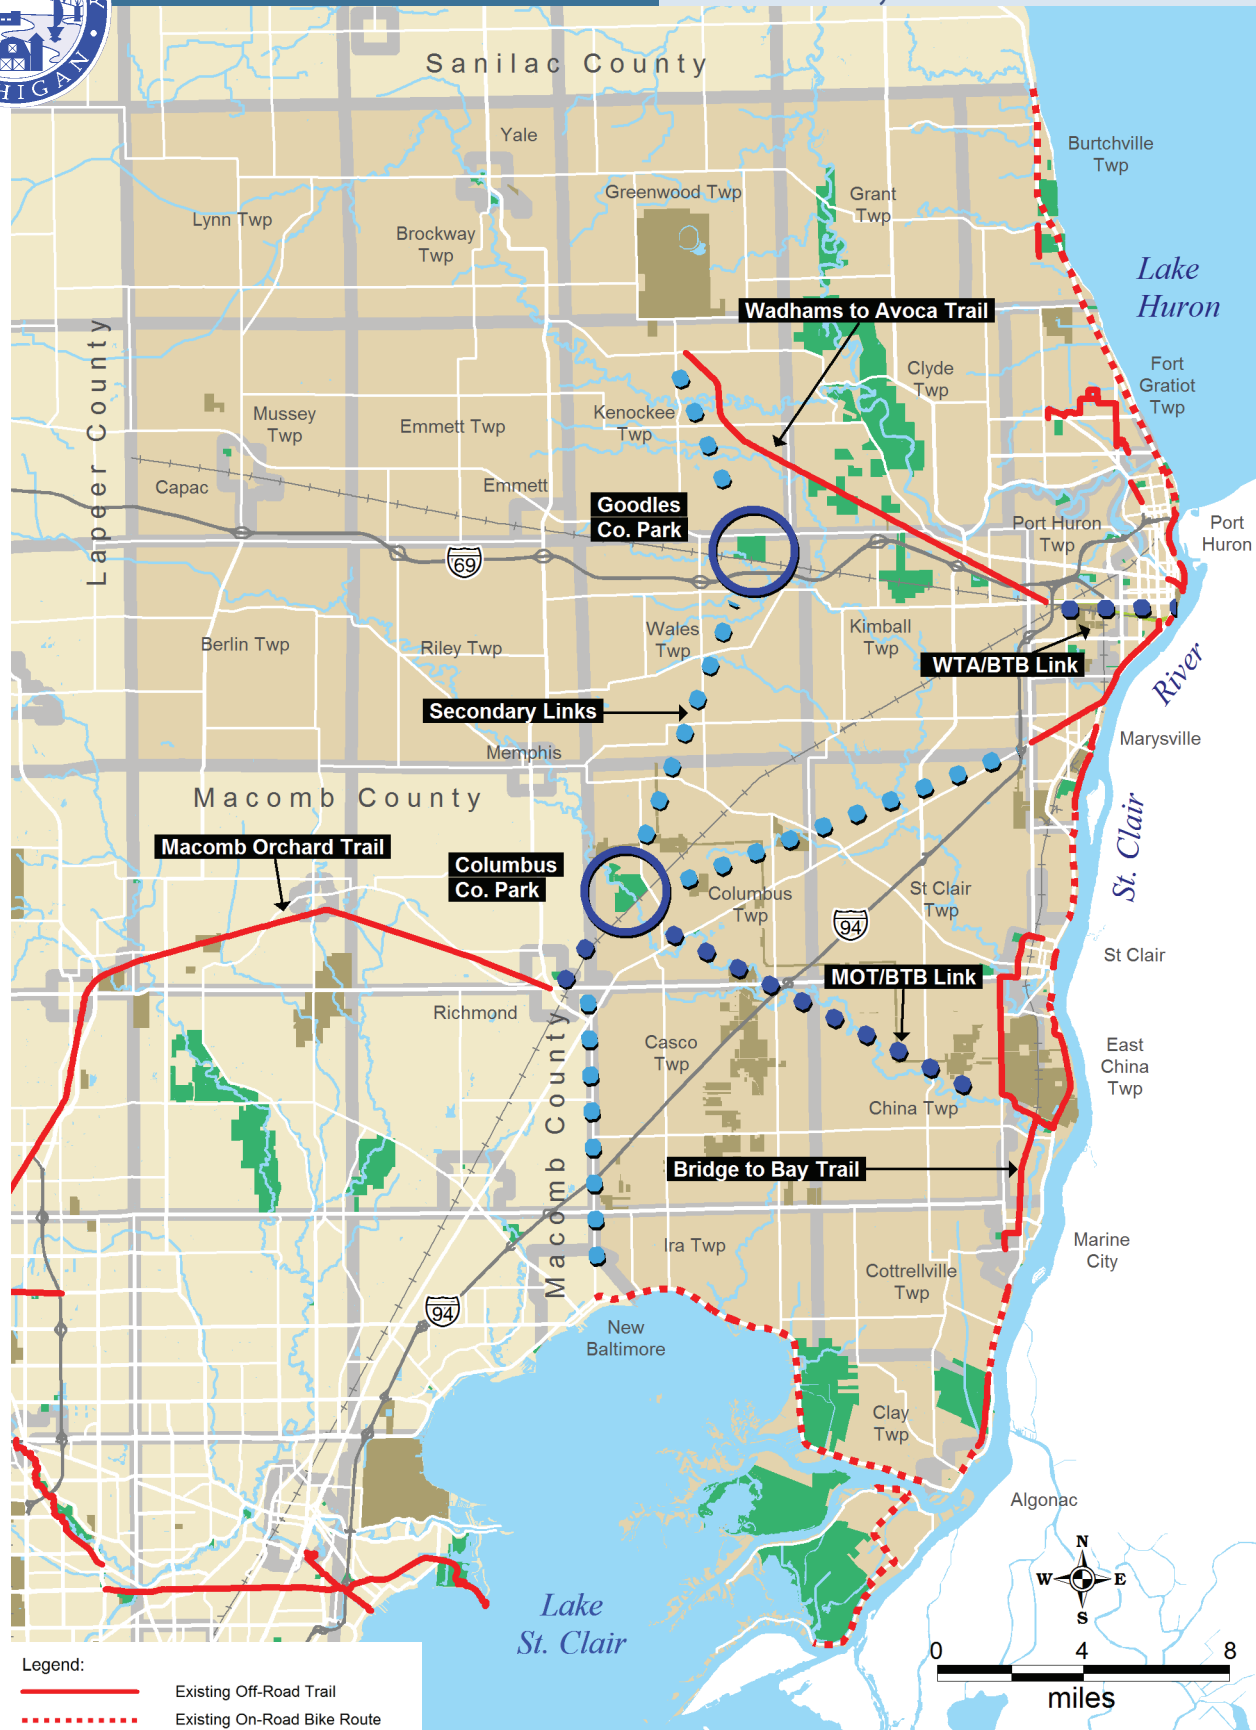 HIGAN
Sanilac County
Yale
Burtchville
Twp
Greenwood Twp
Grant
Twp
Lynn Twp
Brockway
Twp
Lake
Huron
Wadhams to Avoca Trail
Lapeer County
Clyde
Twp
Fort
Gratiot
Twp
Mussey
Twp
Emmett Twp
Kenockee
Twp
Capac
Emmett
Goodles
Co. Park
Port Huron
Twp
Port
Huron
69
Berlin Twp
Riley Twp
Wales
Twp
Kimball
Twp
WTA/BTB Link
River
Secondary Links
Memphis
Marysville
Macomb County
St. Clair
Macomb Orchard Trail
Columbus
Co. Park
Columbus
Twp
St Clair
Twp
94
St Clair
MOT/BTB Link
Richmond
Macomb County
Casco
Twp
East
China
Twp
China Twp
Bridge to Bay Trail
Ira Twp
Marine
City
Cottrellville
Twp
94
New
Baltimore
Clay
Twp
Algonac
N
W E
S
Lake
St. Clair
0 4 8
miles
Legend:
Existing Off-Road Trail
Existing On-Road Bike Route